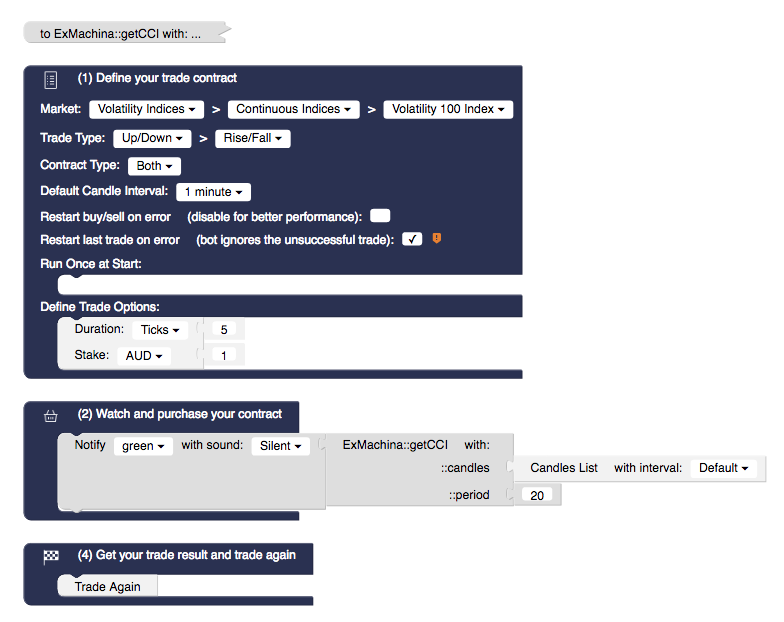 to ExMachina::getCCI with: ...
(1) Define your trade contract
Market: Volatility Indices > Continuous Indices > Volatility 100 Index
Trade Type: Up/Down > Rise/Fall
Contract Type: Both
Default Candle Interval: 1 minute
Restart buy/sell on error (disable for better performance):
Restart last trade on error (bot ignores the unsuccessful trade): ✓
Run Once at Start:
Define Trade Options:
Duration: Ticks 5
Stake: AUD 1
(2) Watch and purchase your contract
Notify green with sound: Silent ExMachina::getCCI with:
::candles Candles List with interval: Default
::period 20
(4) Get your trade result and trade again
Trade Again